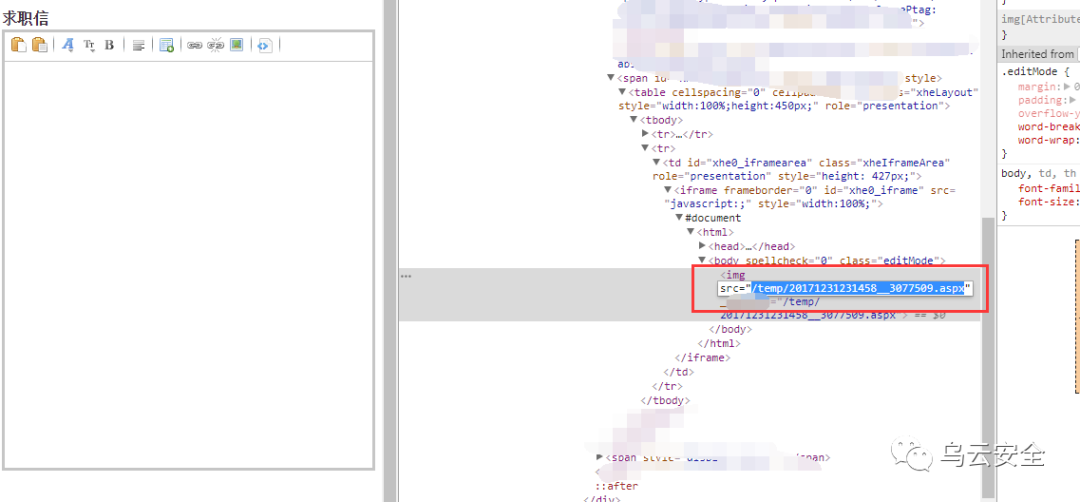 求职信
Ptag:
">
ab
<span id= style>
<table cellspacing="0" ="xheLayout"
style="width:100%;height:450px;" role="presentation">
<tbody>
<tr>…</tr>
<tr>
<td id="xhe0_iframearea" class="xheIframeArea"
role="presentation" style="height: 427px;">
<iframe frameborder="0" id="xhe0_iframe" src=
"javascript:;" style="width:100%;">
#document
<html>
<head>…</head>
<body spellcheck="0" class="editMode">
<img
src="/temp/20171231231458__3077509.aspx"
="/temp/
20171231231458__3077509.aspx"> == $0
</body>
</html>
</iframe>
</td>
</tr>
</tbody>
<span style= </span>
<
::after
</div>
}
img[Attribute
}
Inherited from
.editMode {
margin: 0
padding:
overflow-y
word-break
word-wrap:
}
body, td, th
font-famil
font-size:
}
乌云安全